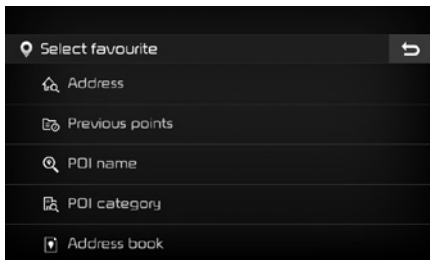 Select favourite
Address
Previous points
POI name
POI category
Address book